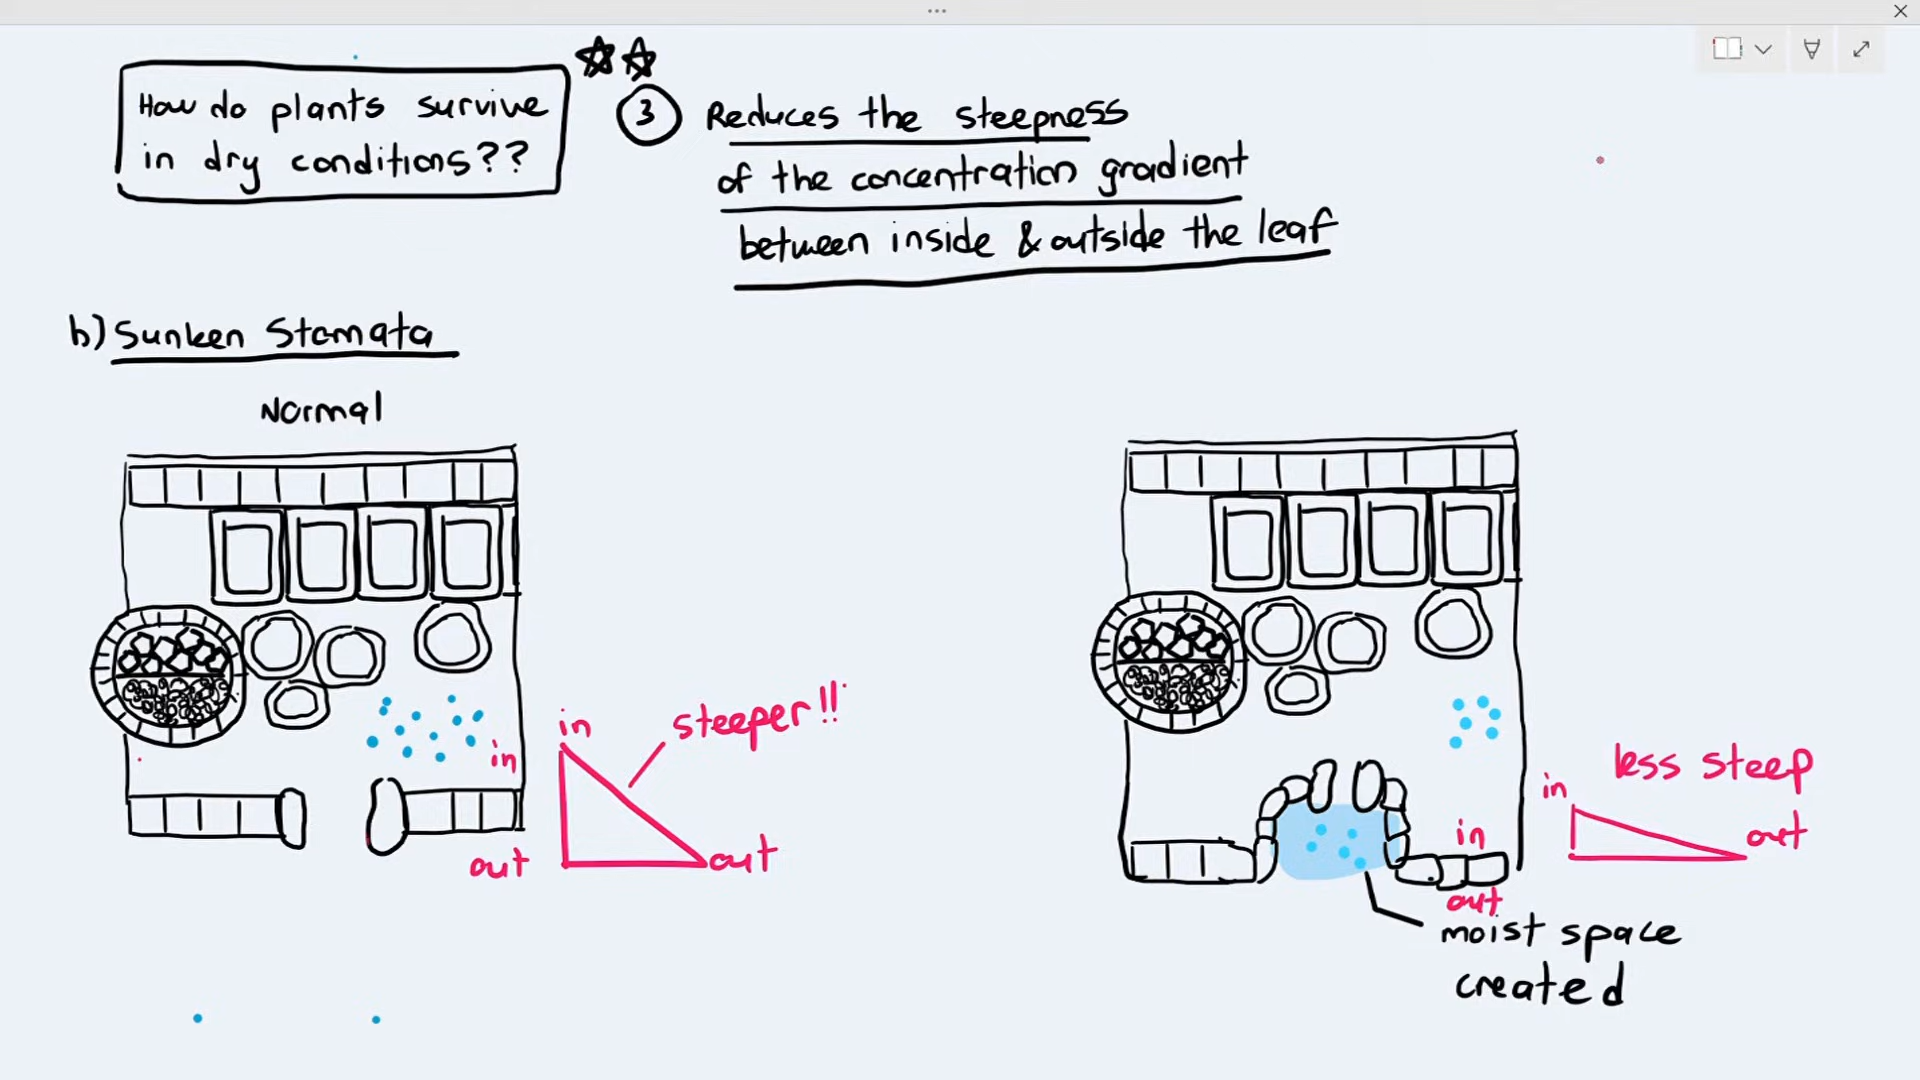 How do plants survive
in dry conditions??
3 Reduces the steepness
of the concentration gradient
between inside & outside the leaf
b) Sunken Stomata
Normal
in
steeper!!
in
out
out
less steep
in
out
in
out
moist space
created